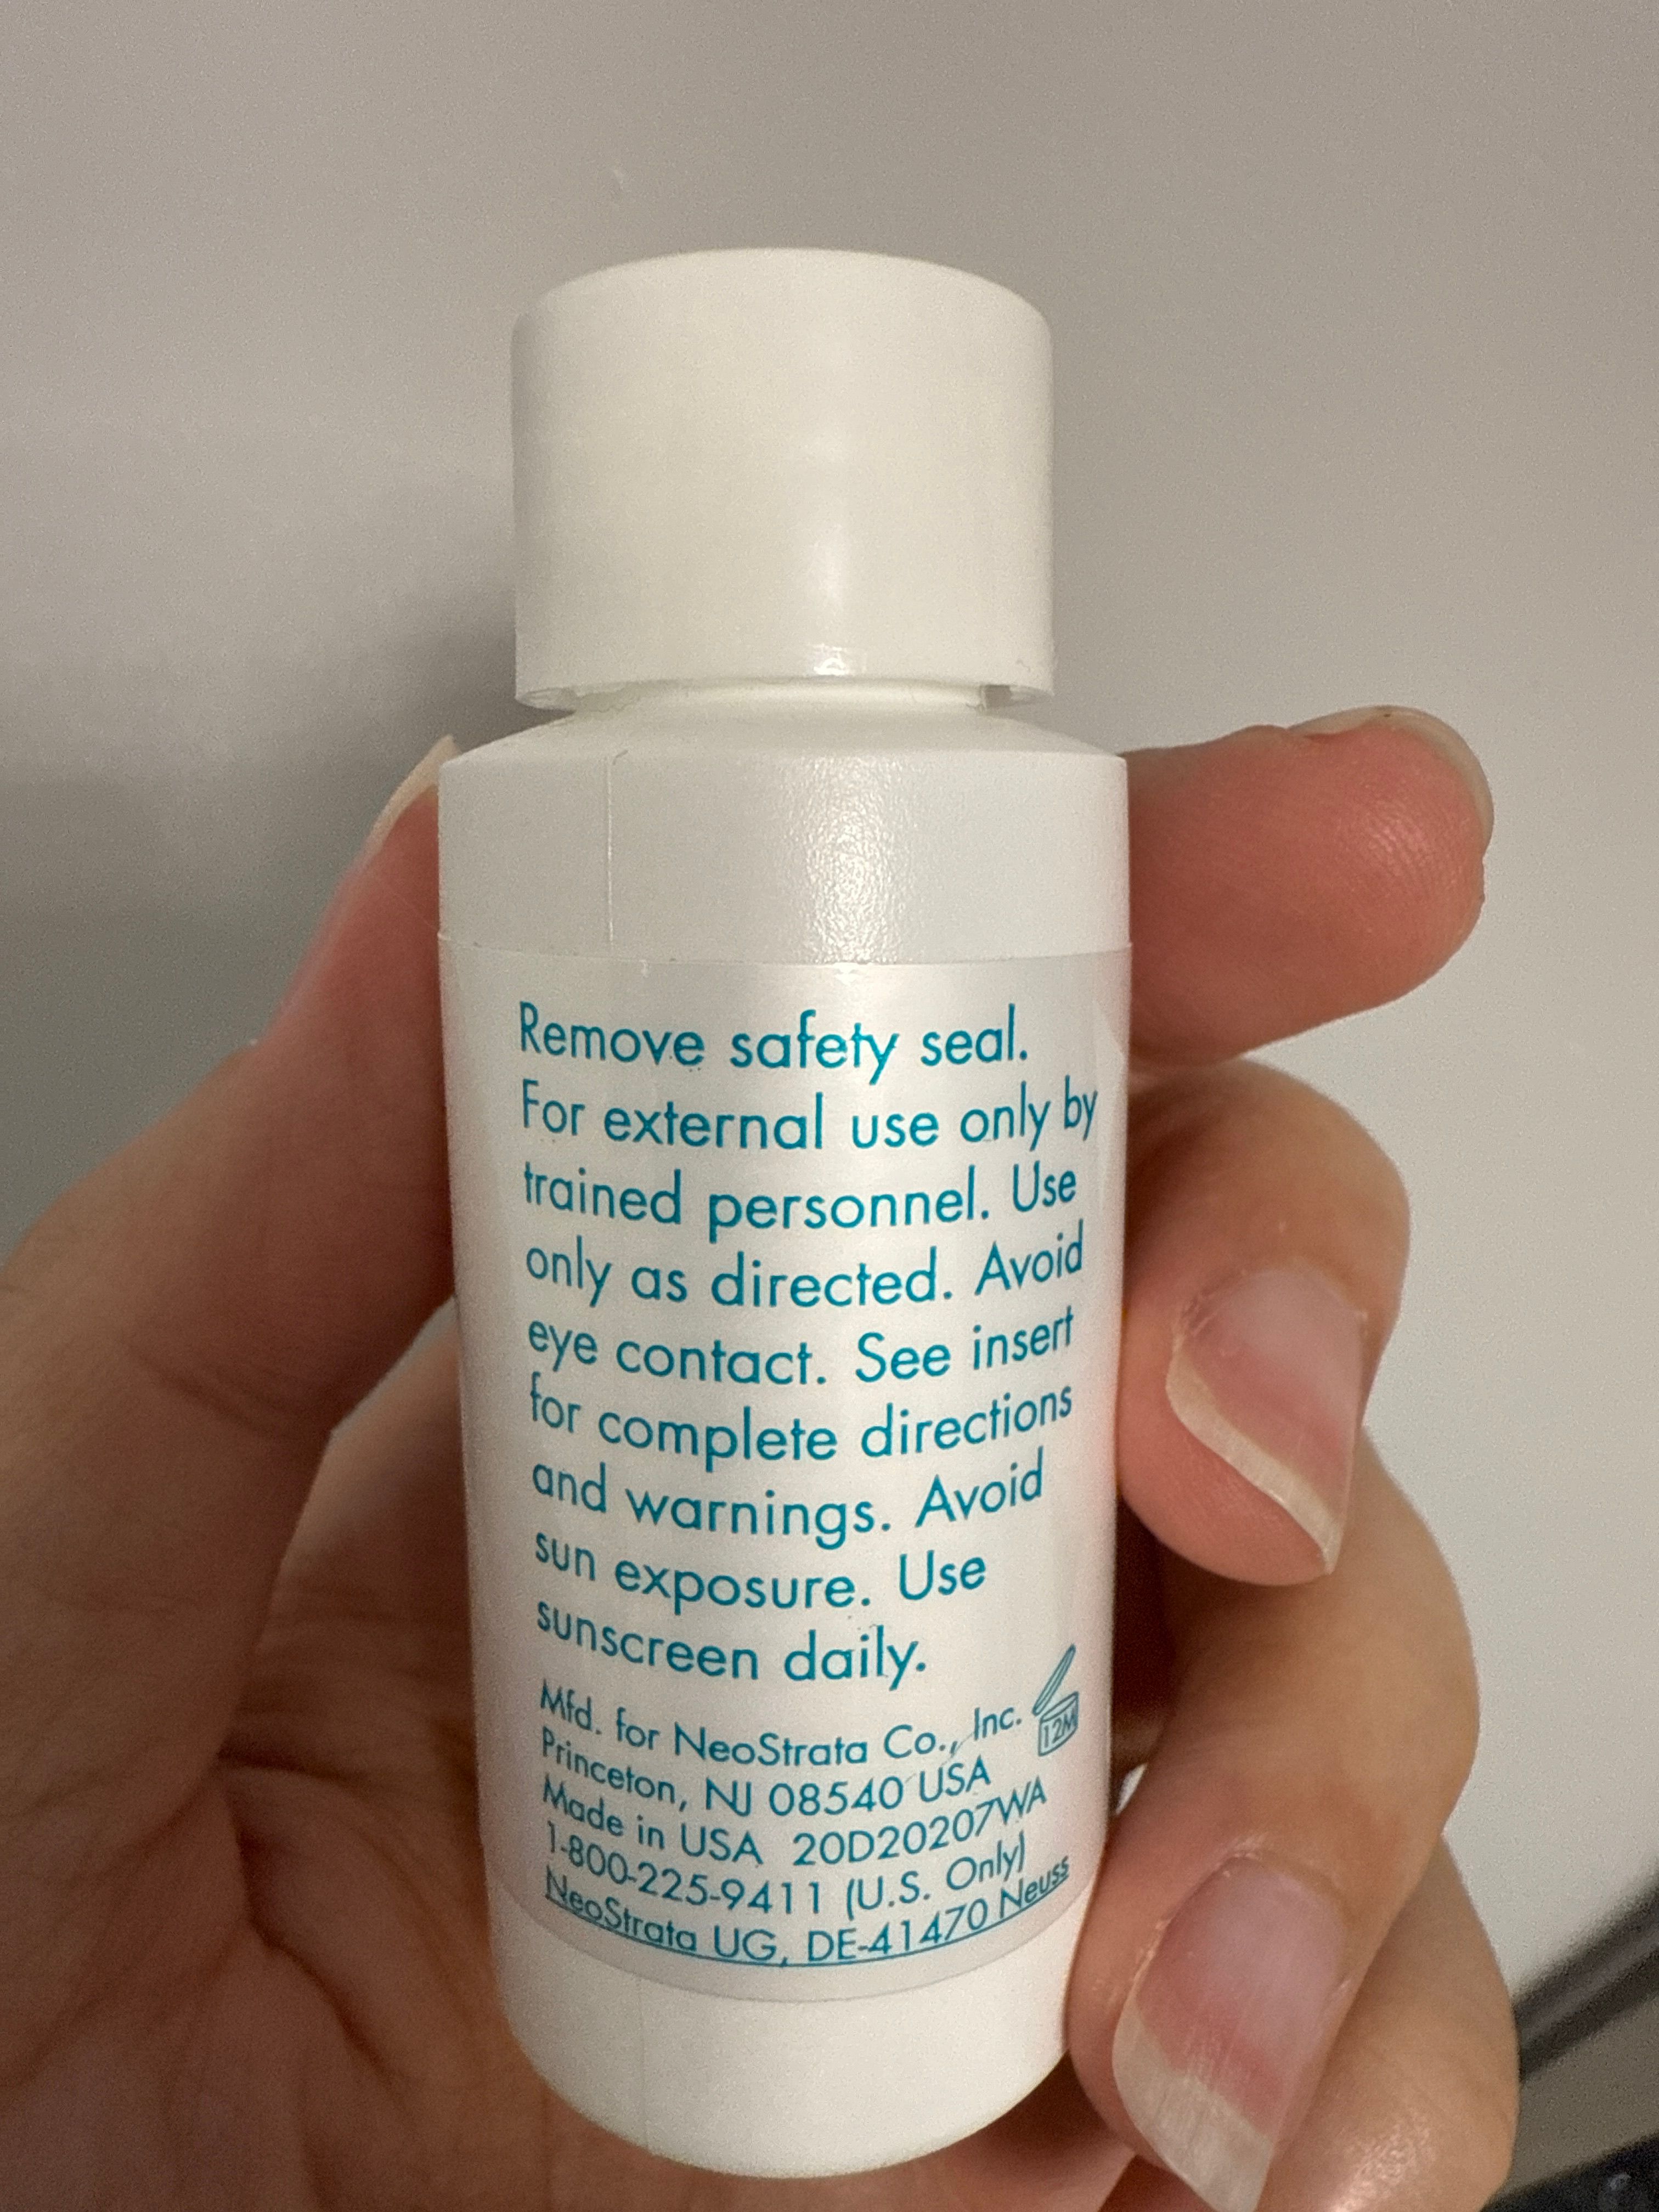 Remove safety seal.
For external use only by
trained personnel. Use
only as directed. Avoid
eye contact. See insert
for complete directions
and warnings. Avoid
sun exposure. Use
sunscreen daily.
Mfd. for NeoStrata Co., Inc.
12M
Princeton, NJ 08540 USA
Made in USA 20D20207WA
1-800-225-9411 (U.S. Only)
NeoStrata UG, DE-41470 Neuss